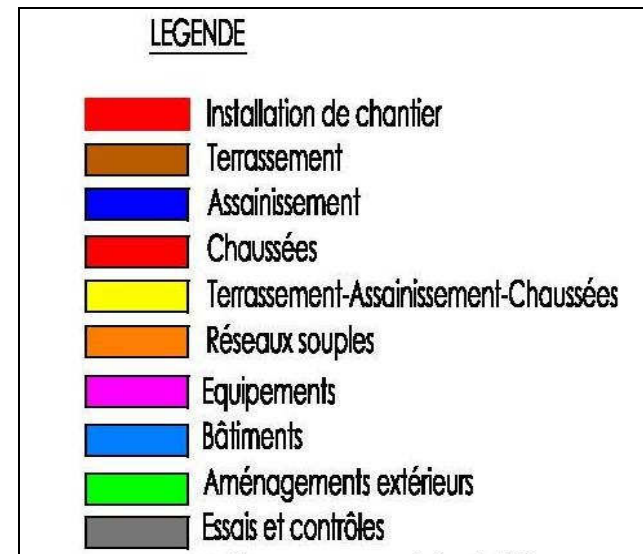 LEGENDE
Installation de chantier
Terrassement
Assainissement
Chaussées
Terrassement-Assainissement-Chaussées
Réseaux souples
Equipements
Bâtiments
Aménagements extérieurs
Essais et contrôles